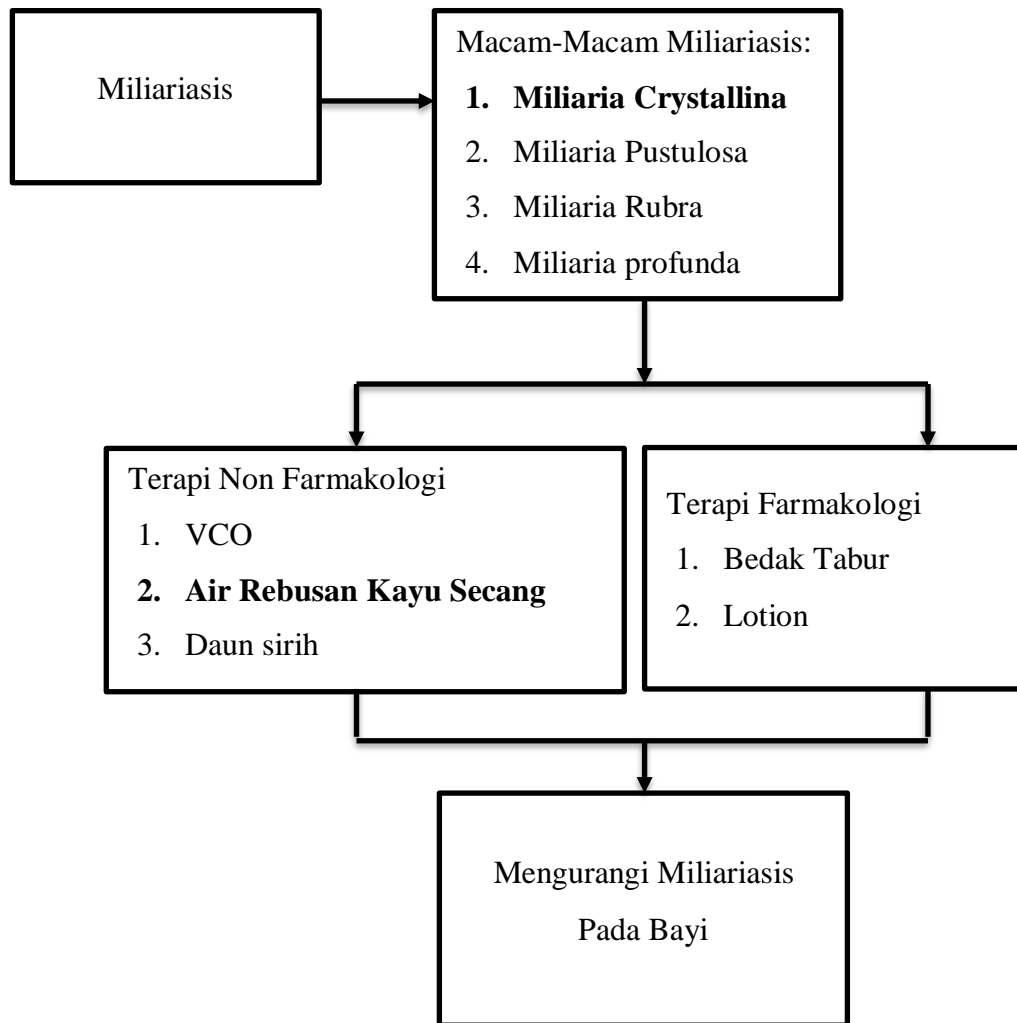 Miliariasis
Macam-Macam Miliariasis:
1. Miliaria Crystallina
2. Miliaria Pustulosa
3. Miliaria Rubra
4. Miliaria profunda
Terapi Non Farmakologi
1. VCO
2. Air Rebusan Kayu Secang
3. Daun sirih
Terapi Farmakologi
1. Bedak Tabur
2. Lotion
Mengurangi Miliariasis
Pada Bayi